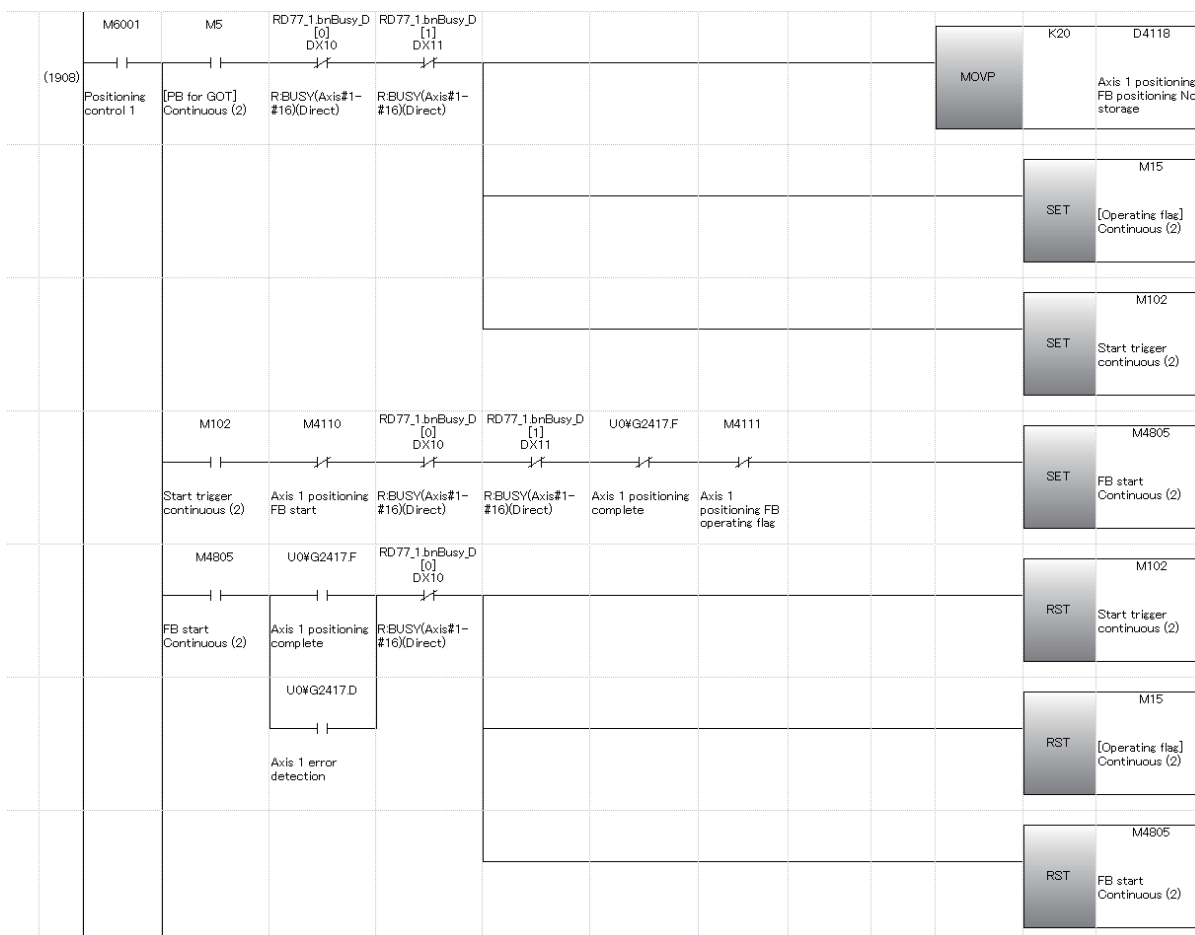 M6001
M5
RD77_1.bnBusy_D
[0]
DX10
RD77_1.bnBusy_D
[1]
DX11
K20
D4118
(1908)
MOVP
Positioning
control 1
[PB for GOT]
Continuous (2)
R:BUSY(Axis#1-
#16)(Direct)
R:BUSY(Axis#1-
#16)(Direct)
Axis 1 positioning
FB positioning No
storage
M15
SET
[Operating flag]
Continuous (2)
M102
SET
Start trigger
continuous (2)
M102
M4110
RD77_1.bnBusy_D
[0]
DX10
RD77_1.bnBusy_D
[1]
DX11
U0¥G2417.F
M4111
M4805
SET
Start trigger
continuous (2)
Axis 1 positioning
FB start
R:BUSY(Axis#1-
#16)(Direct)
R:BUSY(Axis#1-
#16)(Direct)
Axis 1 positioning
complete
Axis 1
positioning FB
operating flag
FB start
Continuous (2)
M4805
U0¥G2417.F
RD77_1.bnBusy_D
[0]
DX10
M102
RST
FB start
Continuous (2)
Axis 1 positioning
complete
R:BUSY(Axis#1-
#16)(Direct)
Start trigger
continuous (2)
U0¥G2417.D
M15
RST
Axis 1 error
detection
[Operating flag]
Continuous (2)
M4805
RST
FB start
Continuous (2)